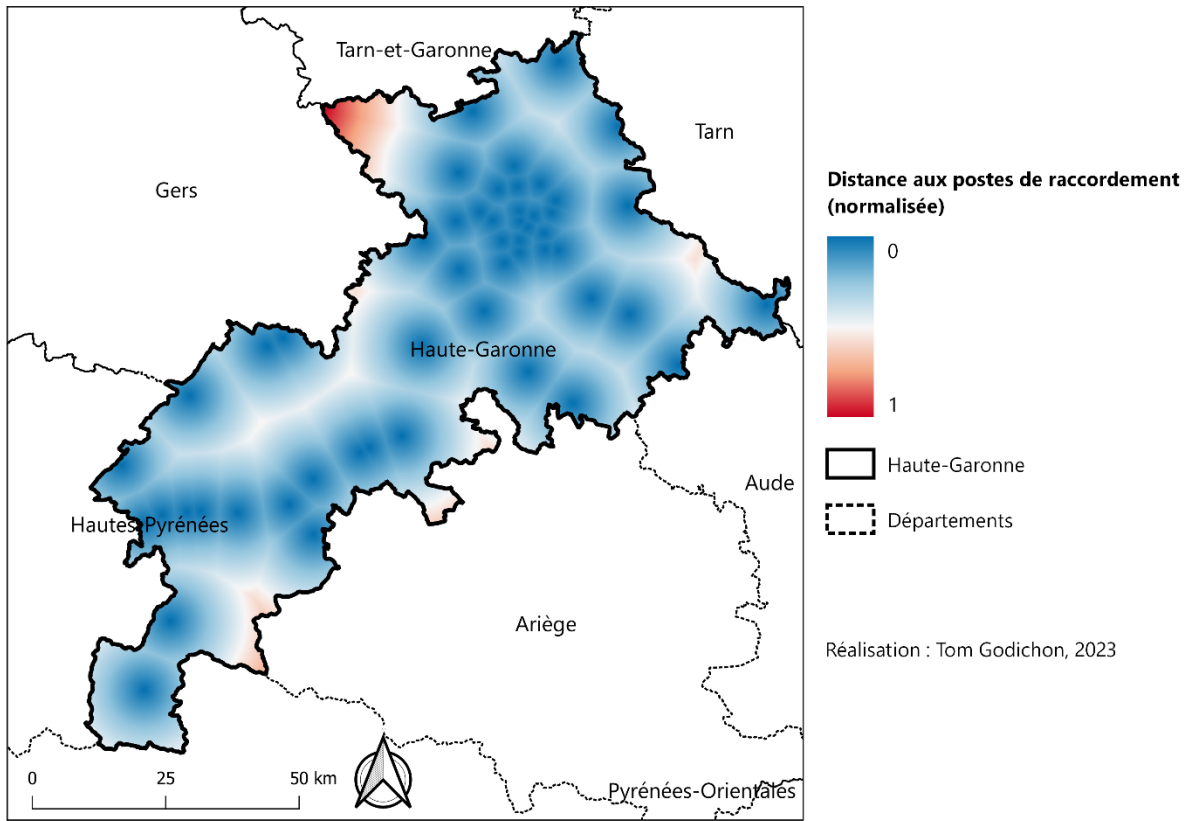 Tarn-et-Garonne
Tarn
Gers
Haute-Garonne
Aude
Hautes-Pyrénées
Ariège
Pyrénées-Orientales
0 25 50 km
Distance aux postes de raccordement
(normalisée)
0
1
Haute-Garonne
Départements
Réalisation : Tom Godichon, 2023